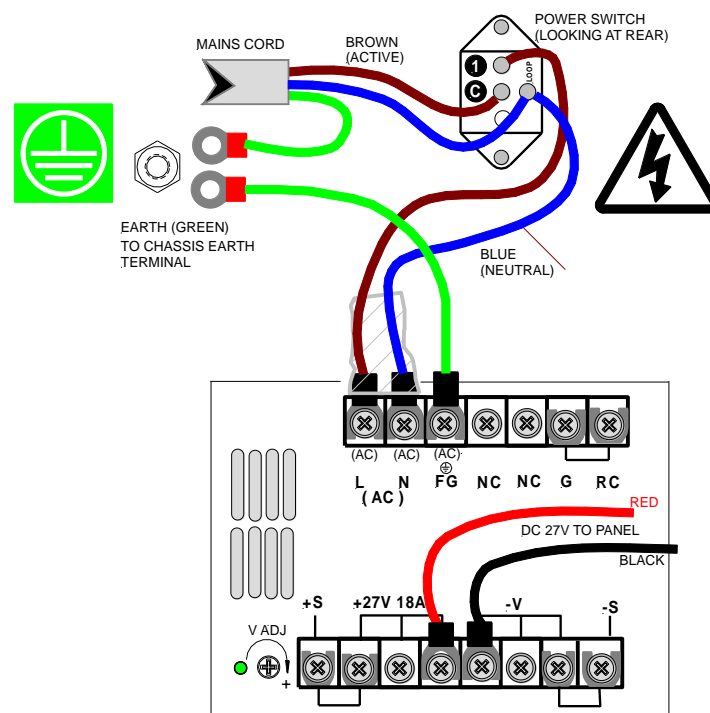 POWER SWITCH
(LOOKING AT REAR)
MAINS CORD
BROWN
(ACTIVE)
1
C
LOOP
EARTH (GREEN)
TO CHASSIS EARTH
TERMINAL
BLUE
(NEUTRAL)
(AC) (AC) (AC)
L N FG NC NC G RC
(AC)
RED
DC 27V TO PANEL
BLACK
+S +27V 18A -V -S
V ADJ
+